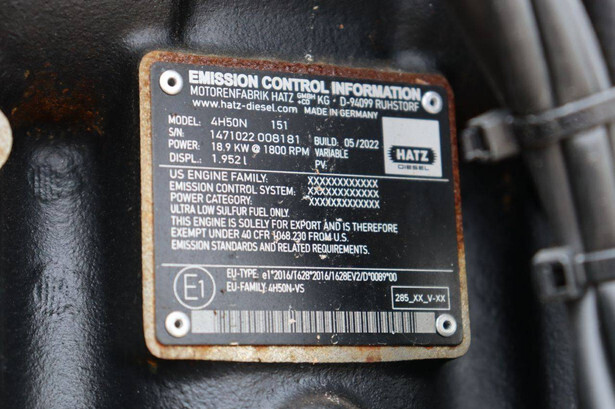 EMISSION CONTROL INFORMATION
MOTORENFABRIK HATZ GMBH +CO KG · D-94099 RUHSTORF
www.hatz-diesel.com MADE IN GERMANY
MODEL: 4H50N 151
S/N: 1471022 008181 BUILD: 05/2022
POWER: 18.9 KW @ 1800 RPM VARIABLE
DISPL.: 1.952 l PV:
HATZ
DIESEL
US ENGINE FAMILY: XXXXXXXXXXXX
EMISSION CONTROL SYSTEM: XXXXXXXXXXXX
POWER CATEGORY: XXXXXXXXXXXX
ULTRA LOW SULFUR FUEL ONLY.
THIS ENGINE IS SOLELY FOR EXPORT AND IS THEREFORE
EXEMPT UNDER 40 CFR 1068.230 FROM U.S.
EMISSION STANDARDS AND RELATED REQUIREMENTS.
E1
EU-TYPE: e1*2016/1628*2016/1628EV2/D*0089*00
EU-FAMILY: 4H50N-VS
285_XX_V-XX